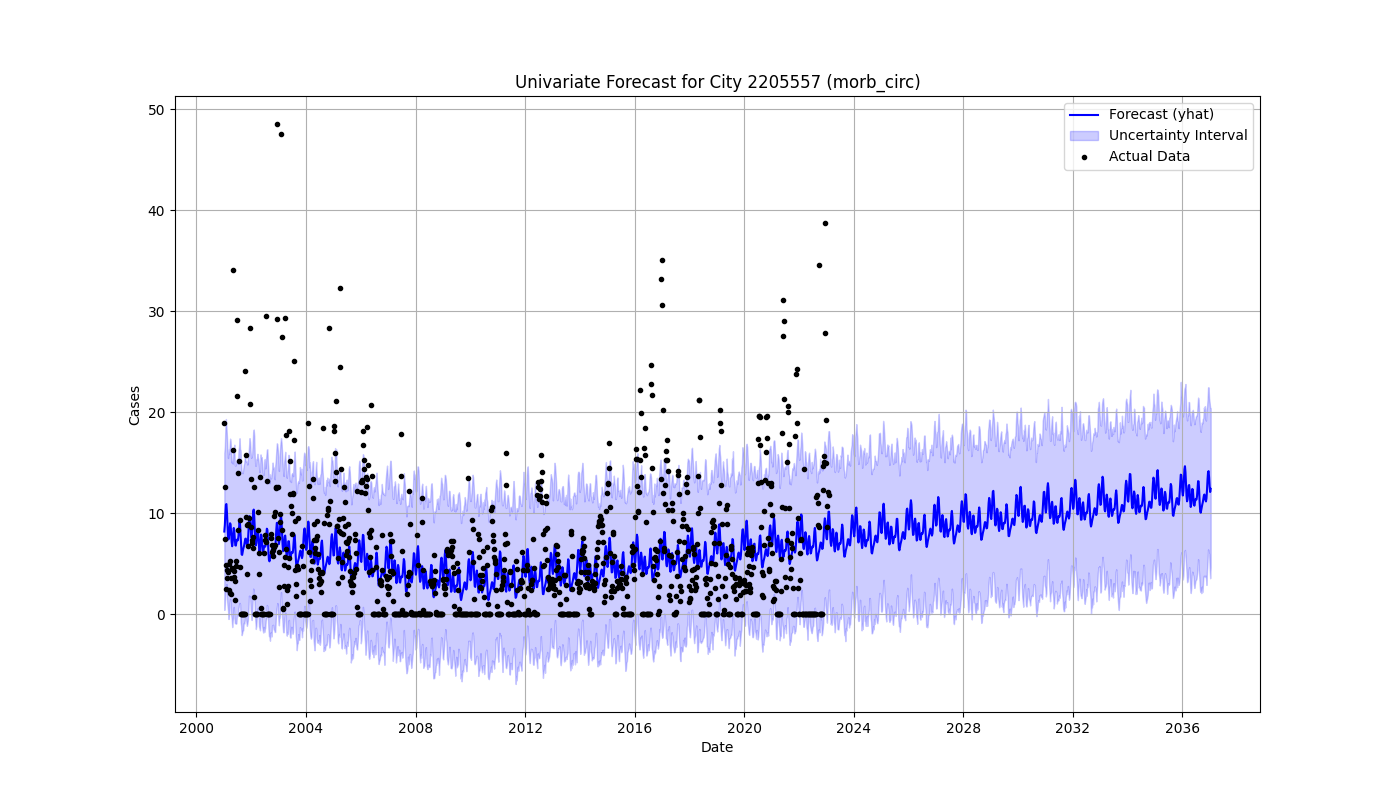 Univariate Forecast for City 2205557 (morb_circ)
Forecast (yhat)
Uncertainty Interval
Actual Data
Cases
50
40
30
20
10
0
2000 2004 2008 2012 2016 2020 2024 2028 2032 2036
Date